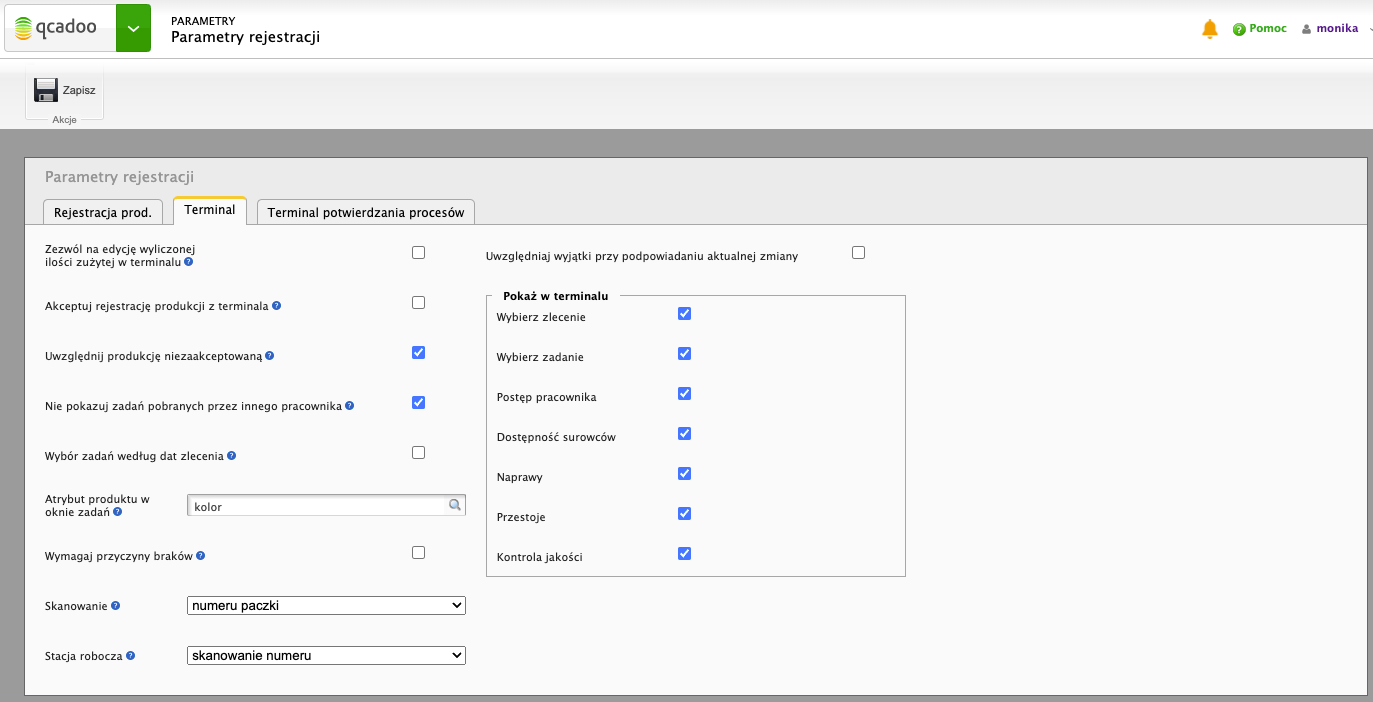 qcadoo
PARAMETRY
Parametry rejestracji
Pomoc
monika
Zapisz
Akcje
Parametry rejestracji
Rejestracja prod.
Terminal
Terminal potwierdzania procesów
Zezwól na edycję wyliczonej
ilości zużytej w terminalu
Akceptuj rejestrację produkcji z terminala
Uwzględnij produkcję niezaakceptowaną
Nie pokazuj zadań pobranych przez innego pracownika
Wybór zadań według dat zlecenia
Atrybut produktu w
oknie zadań
kolor
Wymagaj przyczyny braków
Skanowanie
numeru paczki
Stacja robocza
skanowanie numeru
Uwzględniaj wyjątki przy podpowiadaniu aktualnej zmiany
Pokaż w terminalu
Wybierz zlecenie
Wybierz zadanie
Postęp pracownika
Dostępność surowców
Naprawy
Przestoje
Kontrola jakości